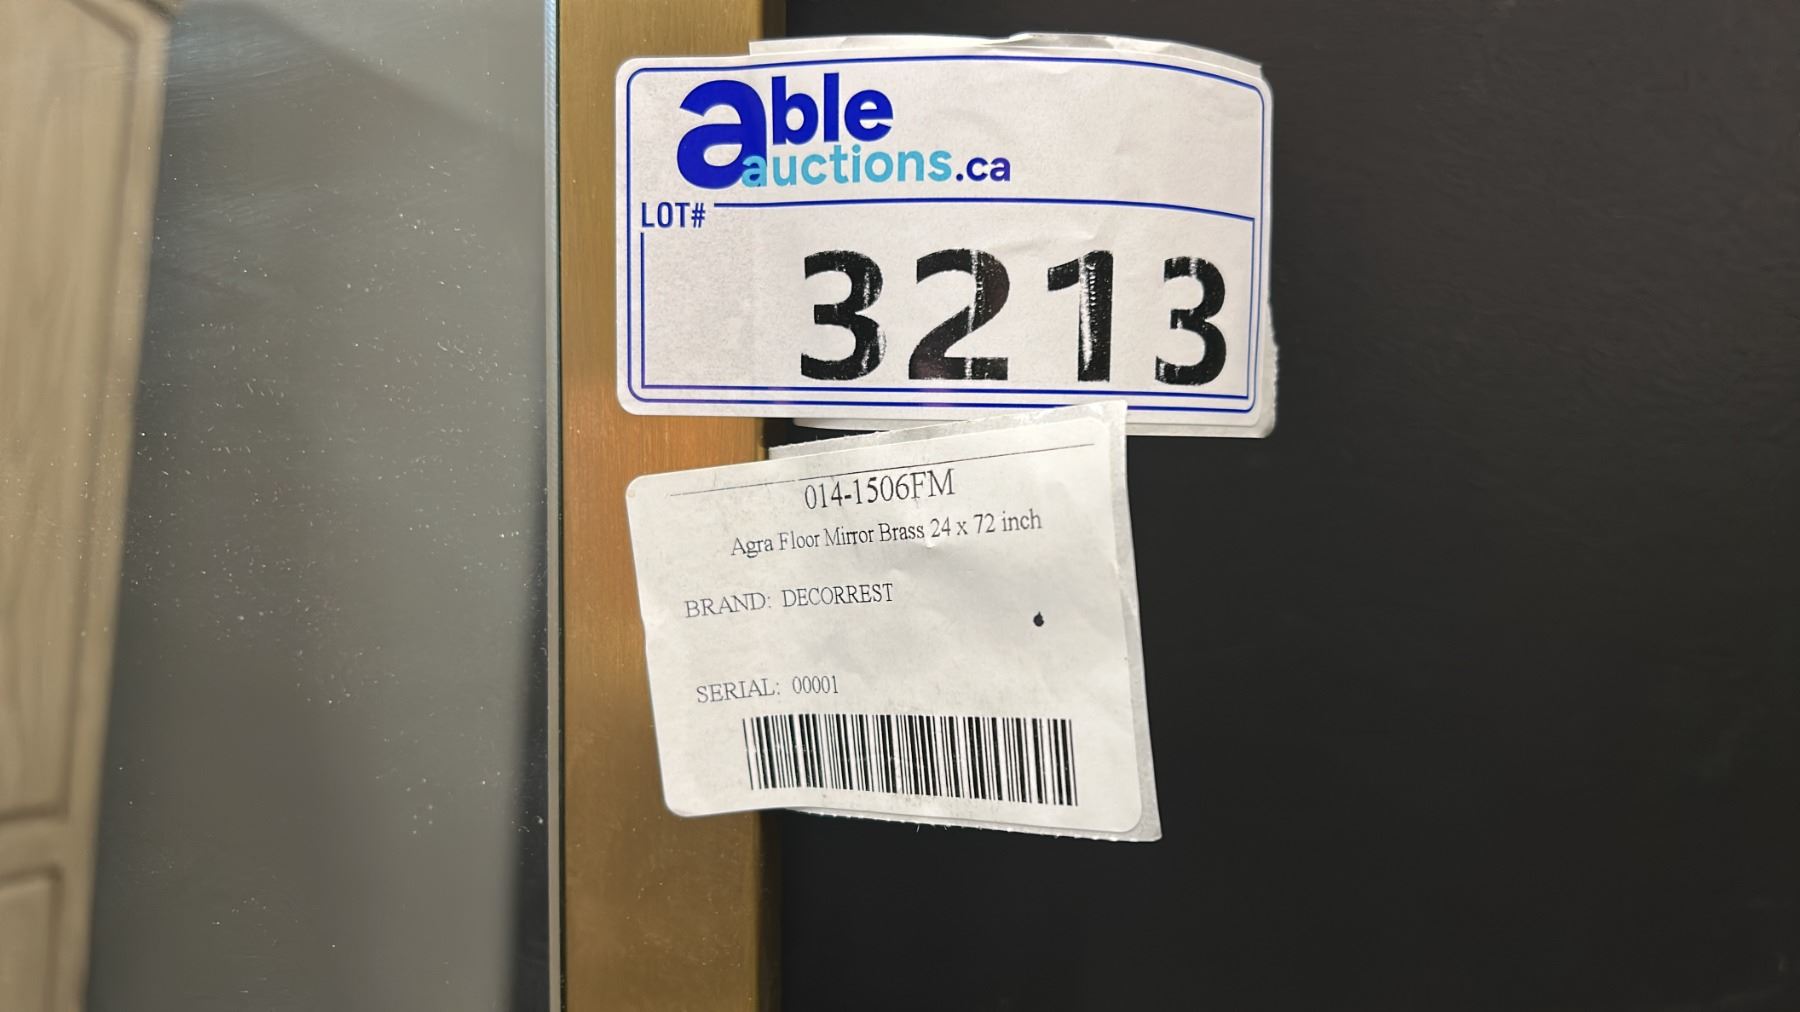 able
auctions.ca
LOT#
3213
014-1506FM
Agra Floor Mirror Brass 24 x 72 inch
BRAND: DECORREST
SERIAL: 00001